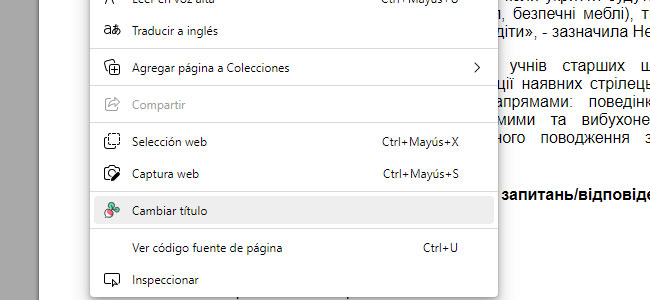 Leer en voz alta Ctrl+Mayús+U
безпечні меблі), т
Traducir a inglés
діти», - зазначила Не
Agregar página a Colecciones
учнів старших
ції наявних стрілець
Compartir
апрямами: поведінк
мими та вибухоне
Selección web Ctrl+Mayús+X
ного поводження з
Captura web Ctrl+Mayús+S
запитань/відповіде
Cambiar título
Ver código fuente de página Ctrl+U
Inspeccionar